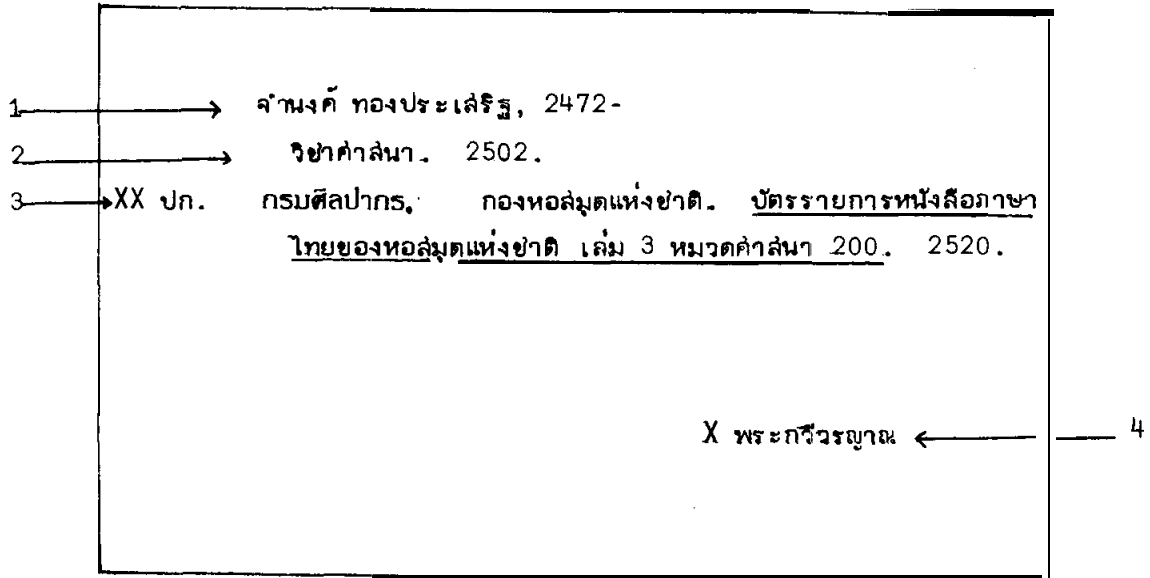 1 จำนงค์ ทองประเสริฐ, 2472-
2 วิชาศาสนา. 2502.
3 XX ปก. กรมศิลปากร. กองหอสมุดแห่งชาติ. บัตรรายการหนังสือภาษา
ไทยของหอสมุดแห่งชาติ เล่ม 3 หมวดศาสนา 200. 2520.
X พระกวีวรญาณ 4